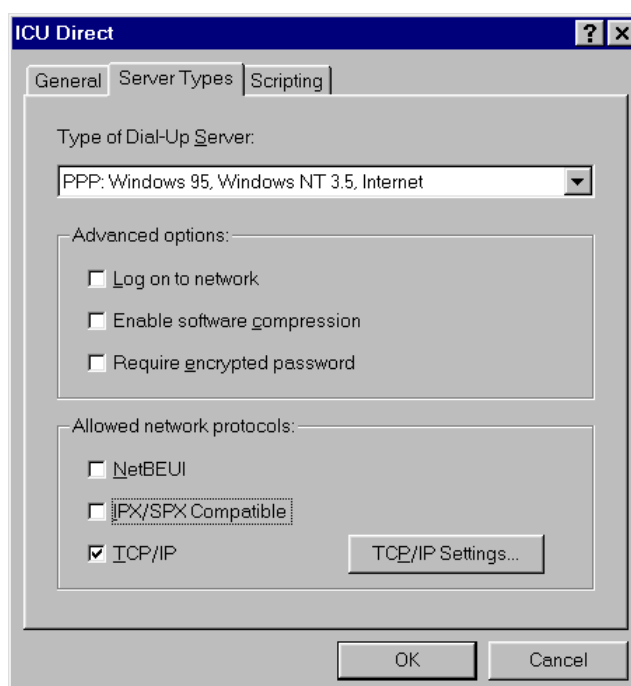 ICU Direct
General Server Types Scripting
Type of Dial-Up Server:
PPP: Windows 95, Windows NT 3.5, Internet
Advanced options:
Log on to network
Enable software compression
Require encrypted password
Allowed network protocols:
NetBEUI
IPX/SPX Compatible
TCP/IP TCP/IP Settings...
OK Cancel